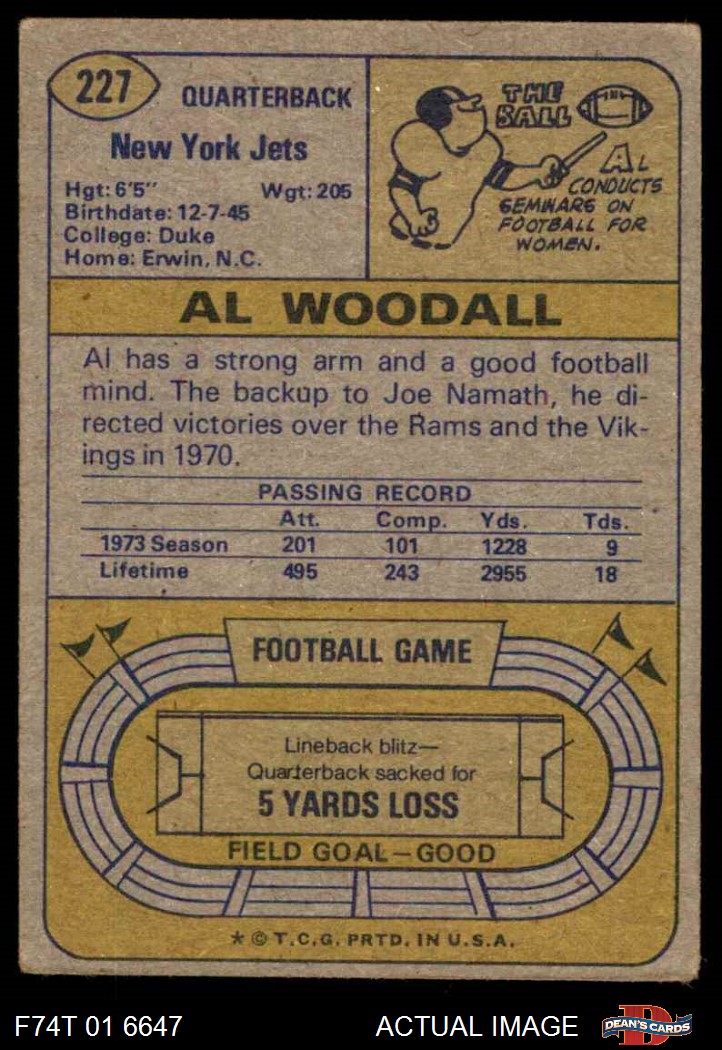 227
QUARTERBACK
New York Jets
Hgt: 6'5" Wgt: 205
Birthdate: 12-7-45
College: Duke
Home: Erwin, N.C.
THE
BALL
AL
CONDUCTS
SEMINARS ON
FOOTBALL FOR
WOMEN.
AL WOODALL
Al has a strong arm and a good football
mind. The backup to Joe Namath, he di-
rected victories over the Rams and the Vik-
ings in 1970.
PASSING RECORD
Att. Comp. Yds. Tds.
1973 Season 201 101 1228 9
Lifetime 495 243 2955 18
FOOTBALL GAME
Lineback blitz—
Quarterback sacked for
5 YARDS LOSS
FIELD GOAL—GOOD
* © T.C.G. PRTD. IN U.S.A.
F74T 01 6647 ACTUAL IMAGE
D
DEAN'S CARDS